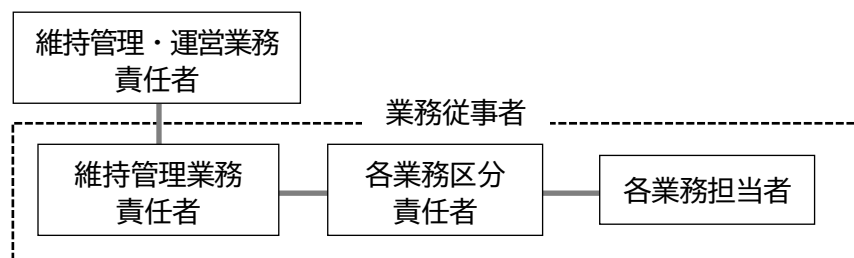 維持管理・運営業務
責任者
業務従事者
維持管理業務
責任者
各業務区分
責任者
各業務担当者